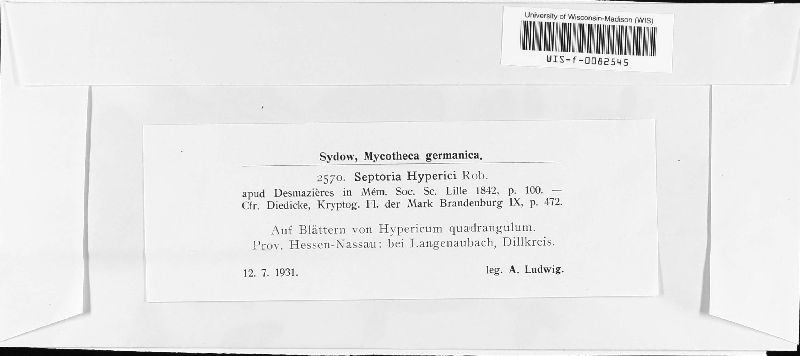 University of Wisconsin-Madison (WIS)
WIS-f-0082545
Sydow, Mycotheca germanica.
2570. Septoria Hyperici Rob.
apud Desmazières in Mém. Soc. Sc. Lille 1842, p. 100. —
Cfr. Diedicke, Kryptog. Fl. der Mark Brandenburg IX, p. 472.
Auf Blättern von Hypericum quadrangulum.
Prov. Hessen-Nassau: bei Langenaubach, Dillkreis.
12. 7. 1931. leg. A. Ludwig.